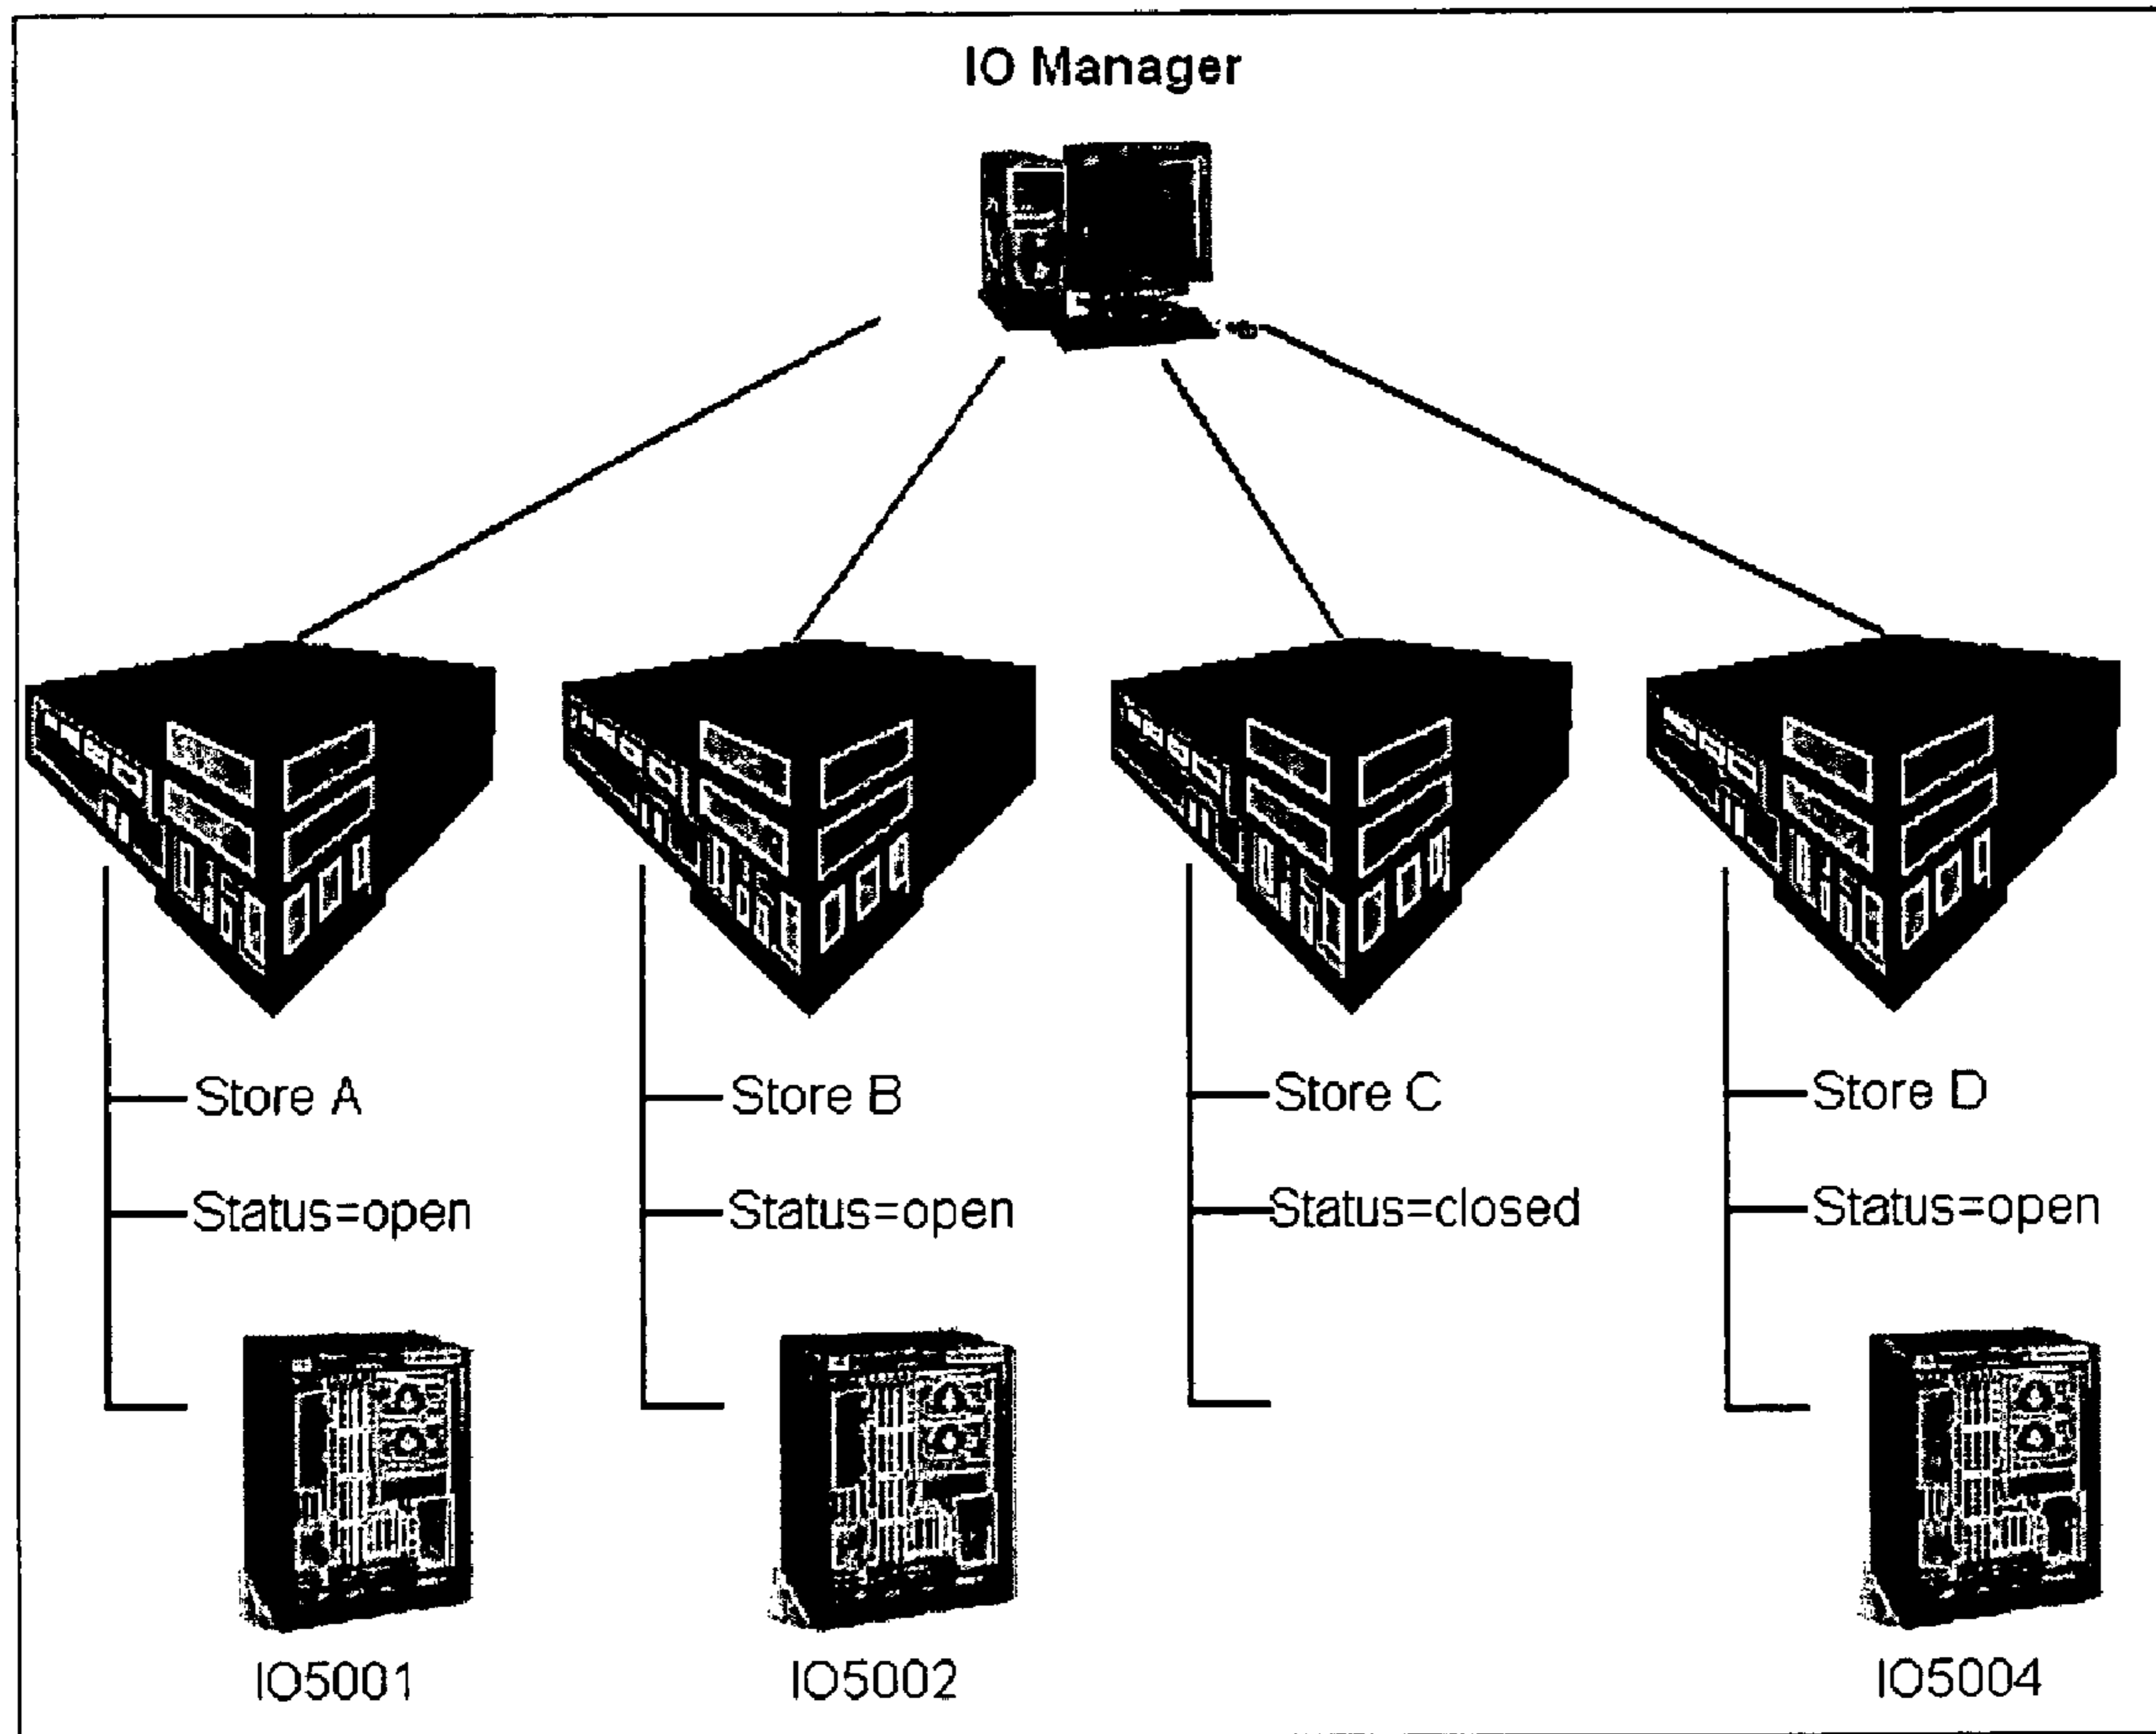 IO Manager
Store A
Store B
Store C
Store D
Status=open
Status=open
Status=closed
Status=open
IO5001
IO5002
IO5004